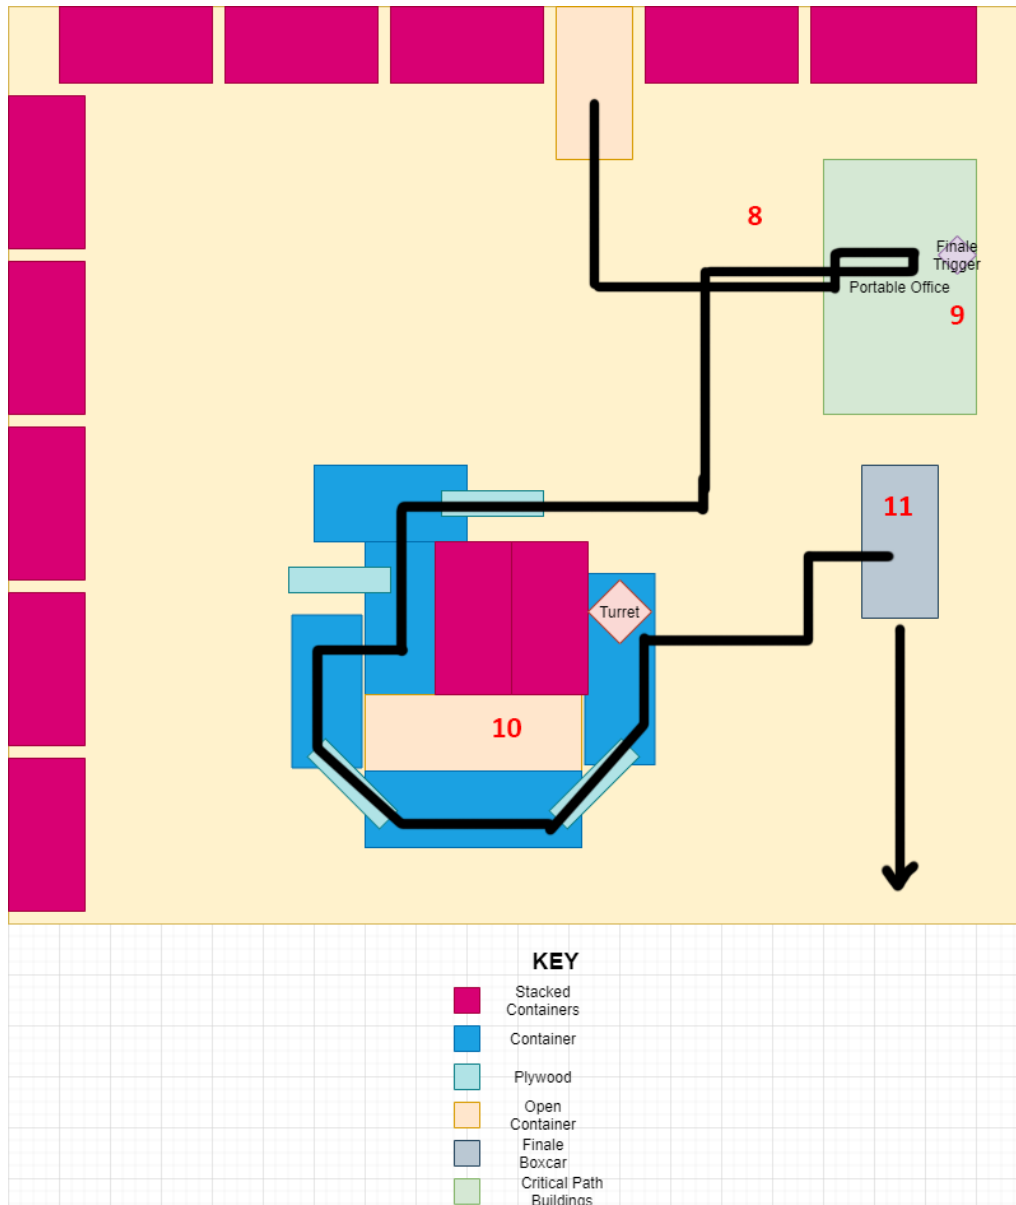 8
Finale
Trigger
Portable Office
9
11
Turret
10
KEY
Stacked
Containers
Container
Plywood
Open
Container
Finale
Boxcar
Critical Path
Buildings